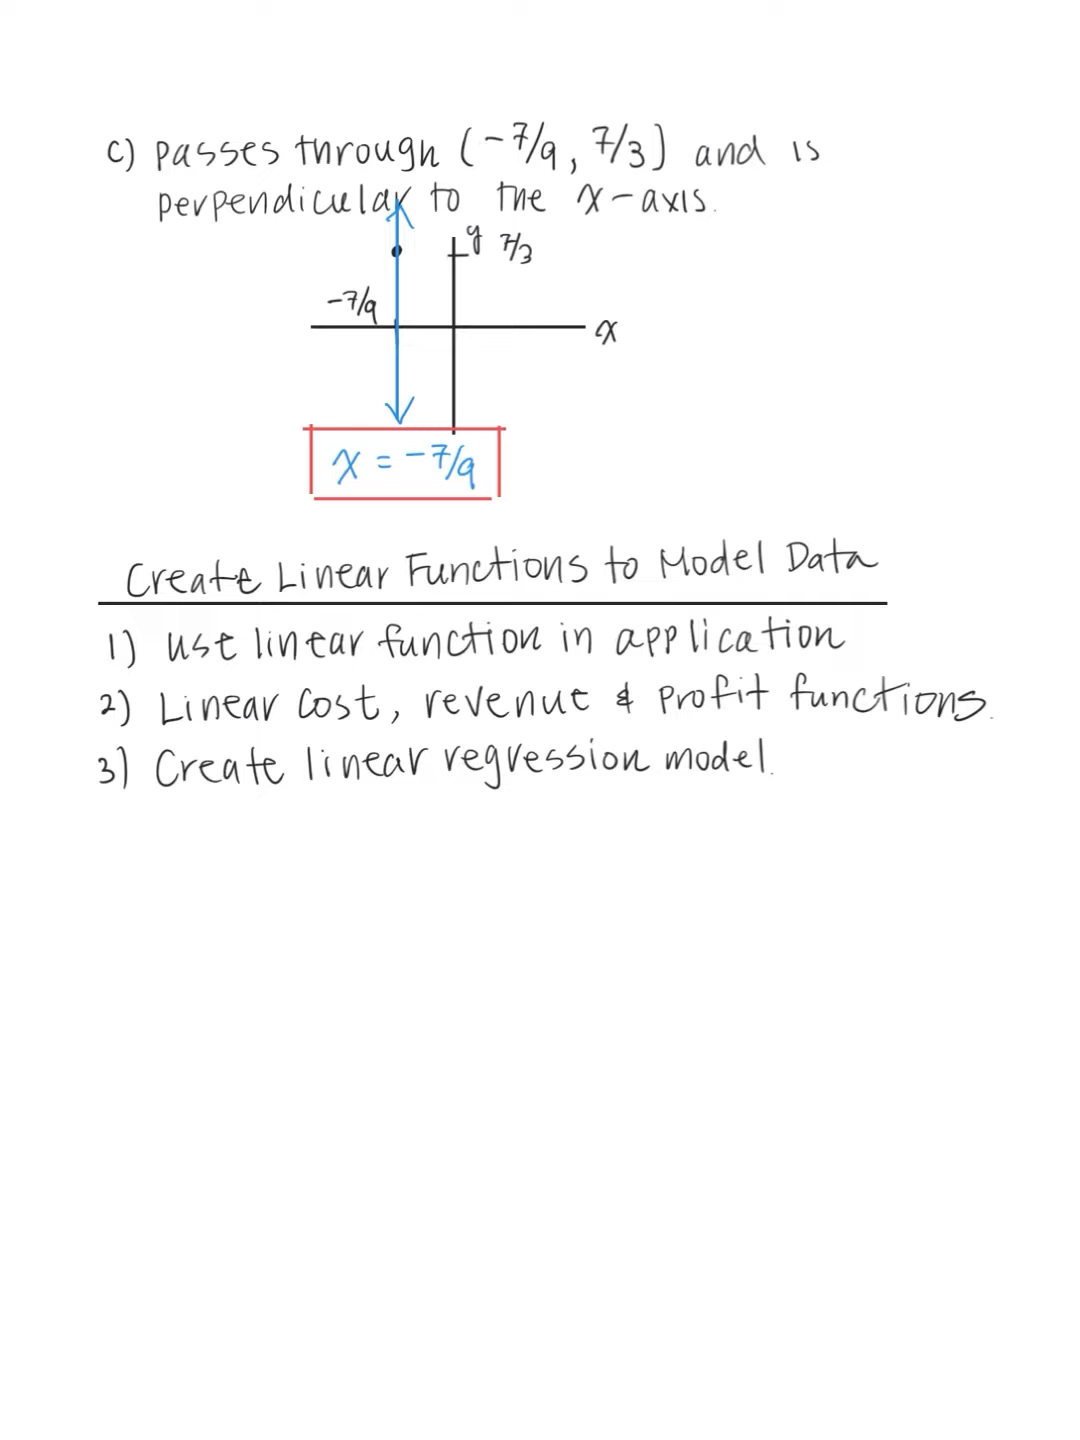 c) passes through (-7/9, 7/3) and is
perpendicular to the x-axis.
y 7/3
-7/9
x
x = -7/9
Create Linear Functions to Model Data
1) use linear function in application
2) Linear cost, revenue & profit functions.
3) Create linear regression model.